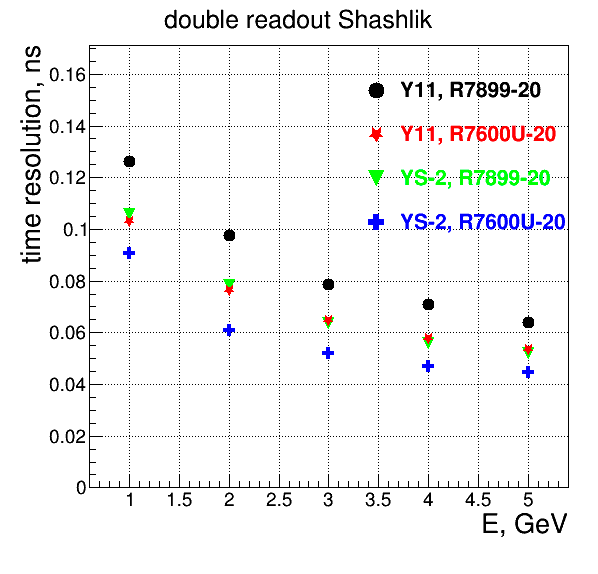 double readout Shashlik
time resolution, ns
0.16
0.14
0.12
0.1
0.08
0.06
0.04
0.02
0
Y11, R7899-20
Y11, R7600U-20
YS-2, R7899-20
YS-2, R7600U-20
1 1.5 2 2.5 3 3.5 4 4.5 5
E, GeV